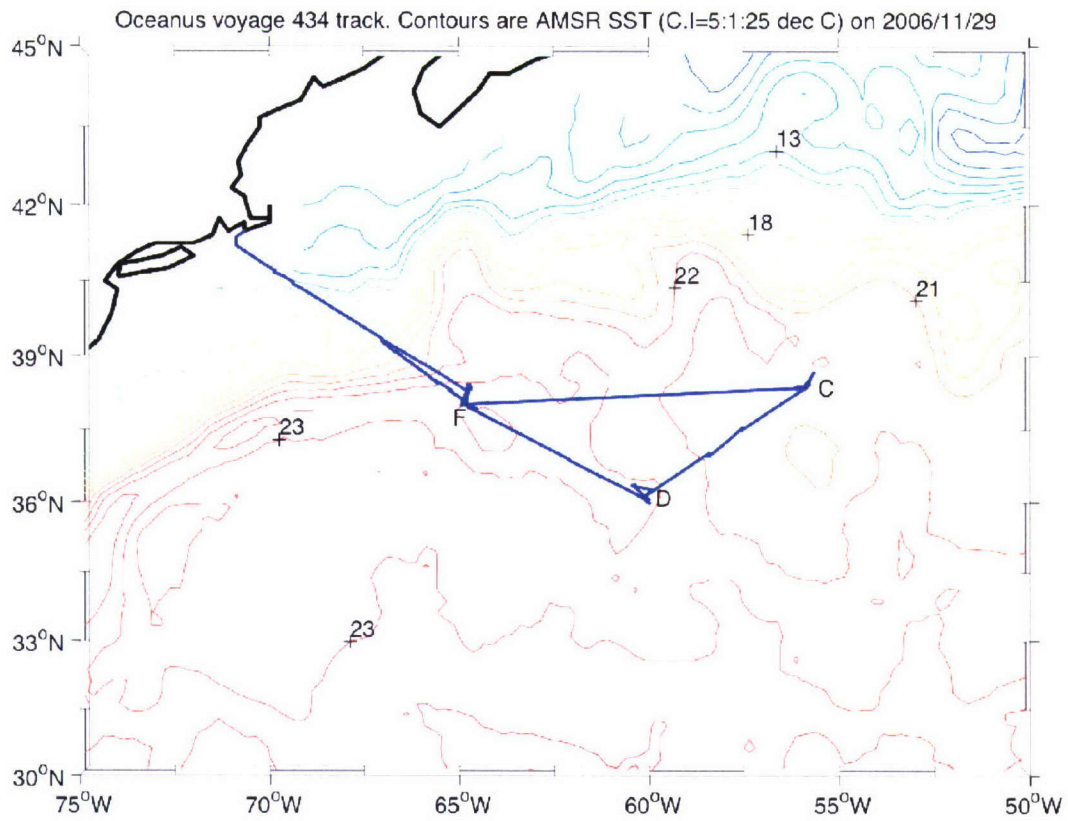 Oceanus voyage 434 track. Contours are AMSR SST (C.I=5:1:25 dec C) on 2006/11/29
45°N
13
42°N
18
22
21
39°N
C
F
23
36°N
D
23
33°N
30°N
75°W 70°W 65°W 60°W 55°W 50°W